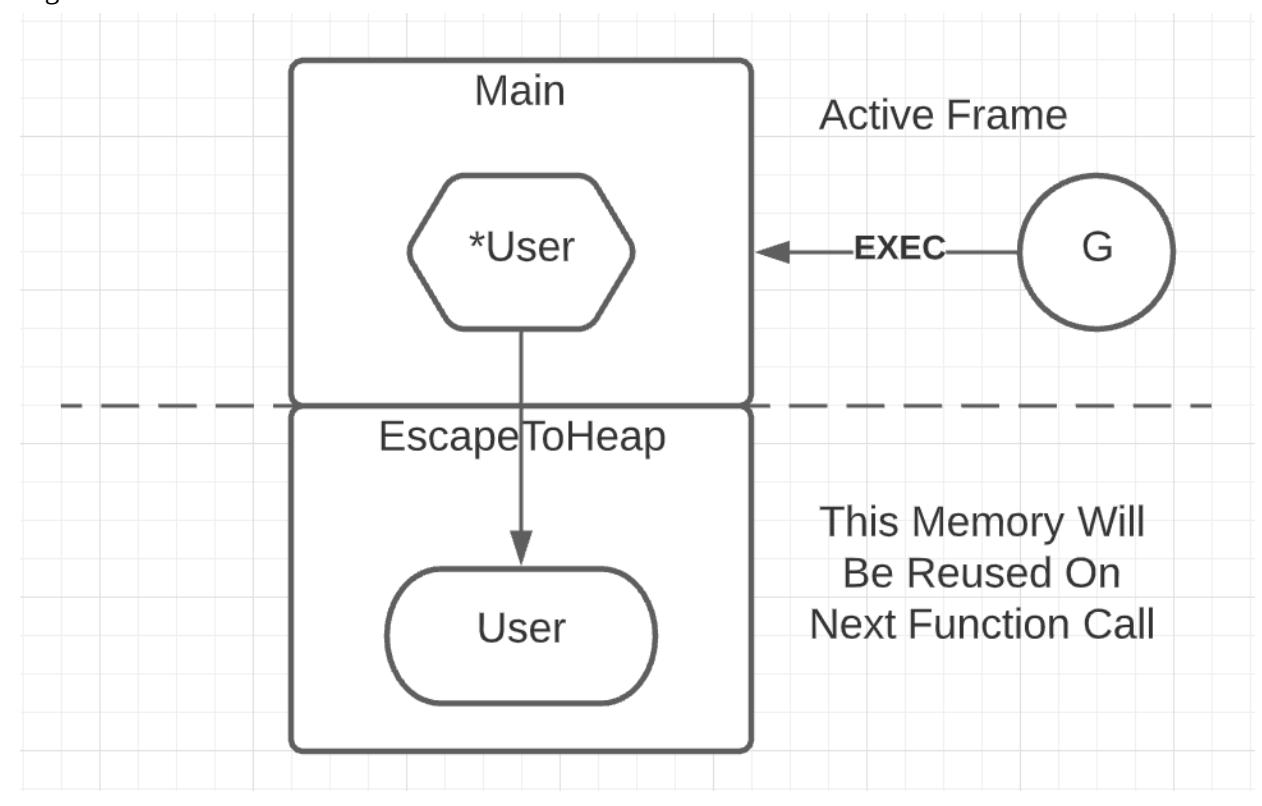 Main
Active Frame
*User
EXEC
G
EscapeToHeap
This Memory Will
Be Reused On
Next Function Call
User